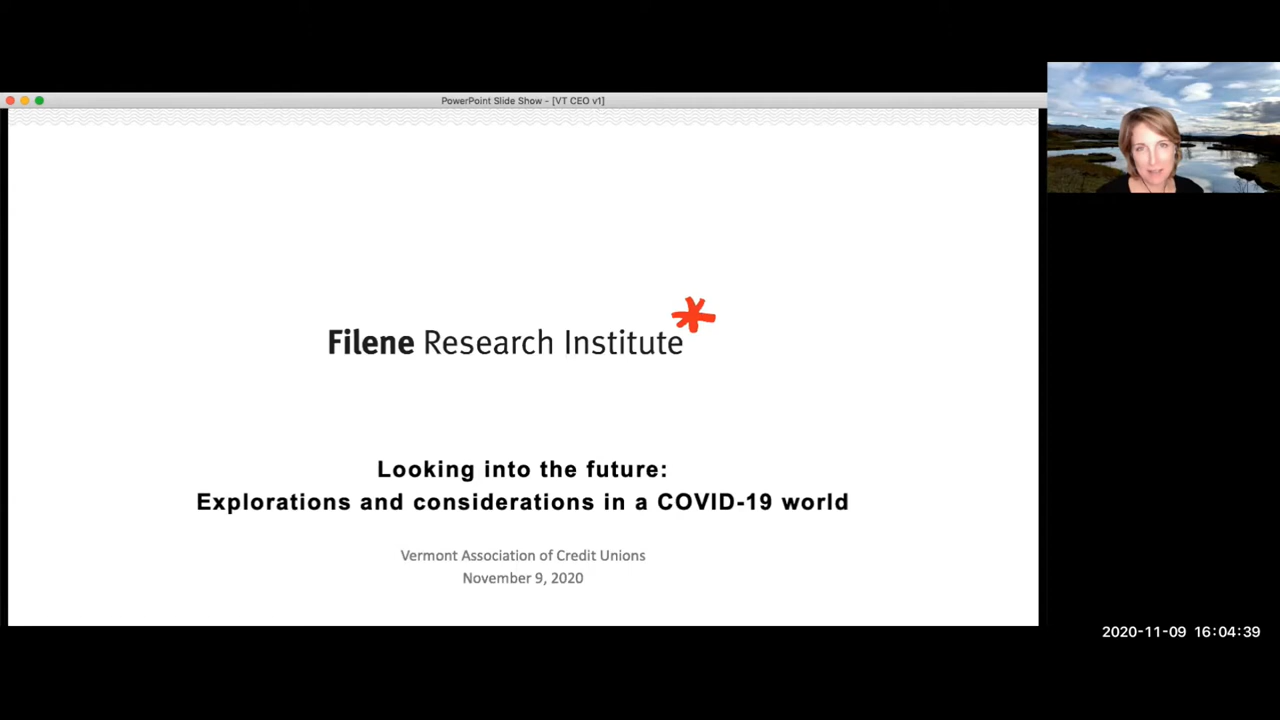 PowerPoint Slide Show - [VT CEO v1]
Filene Research Institute
Looking into the future:
Explorations and considerations in a COVID-19 world
Vermont Association of Credit Unions
November 9, 2020
2020-11-09 16:04:39